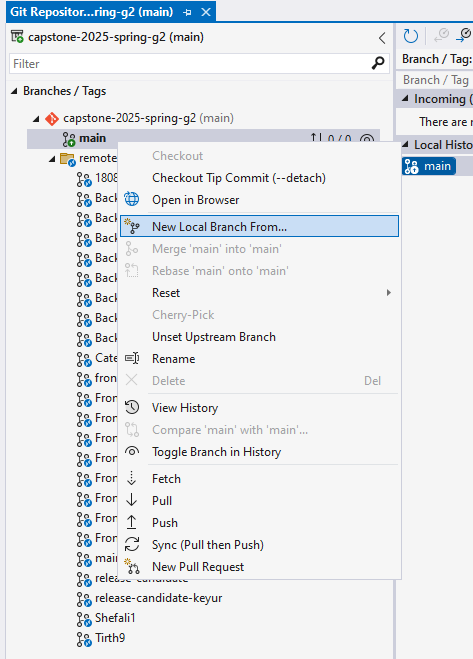 Git Repositor...ring-g2 (main)
capstone-2025-spring-g2 (main)
Filter
Branches / Tags
capstone-2025-spring-g2 (main)
main
0 / 0
remote
1808
Back
Back
Back
Back
Back
Back
Back
Back
Cate
fron
Fron
Fron
Fron
Fron
Fron
Fron
Fron
Fron
main
release-candidate
release-candidate-keyur
Shefali1
Tirth9
Checkout
Checkout Tip Commit (--detach)
Open in Browser
New Local Branch From...
Merge 'main' into 'main'
Rebase 'main' onto 'main'
Reset
Cherry-Pick
Unset Upstream Branch
Rename
Delete Del
View History
Compare 'main' with 'main'...
Toggle Branch in History
Fetch
Pull
Push
Sync (Pull then Push)
New Pull Request
Branch / Tag:
Branch / Tag
Incoming (
There are n
Local Histo
main